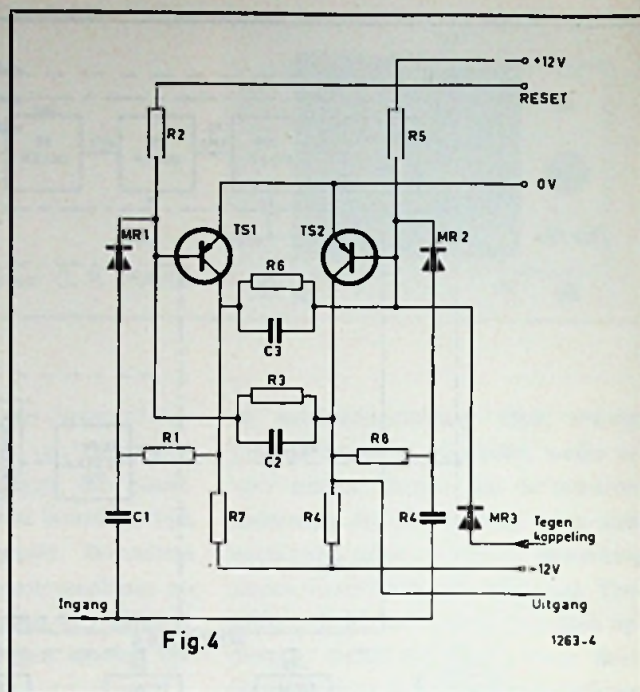 +12V
RESET
R2
R5
0V
MR1
TS1
TS2
MR2
R6
C3
R3
C2
R1
R8
C1
R7
R4
R4
MR3
Tegen
koppeling
-12V
Ingang
Uitgang
Fig.4
1263-4